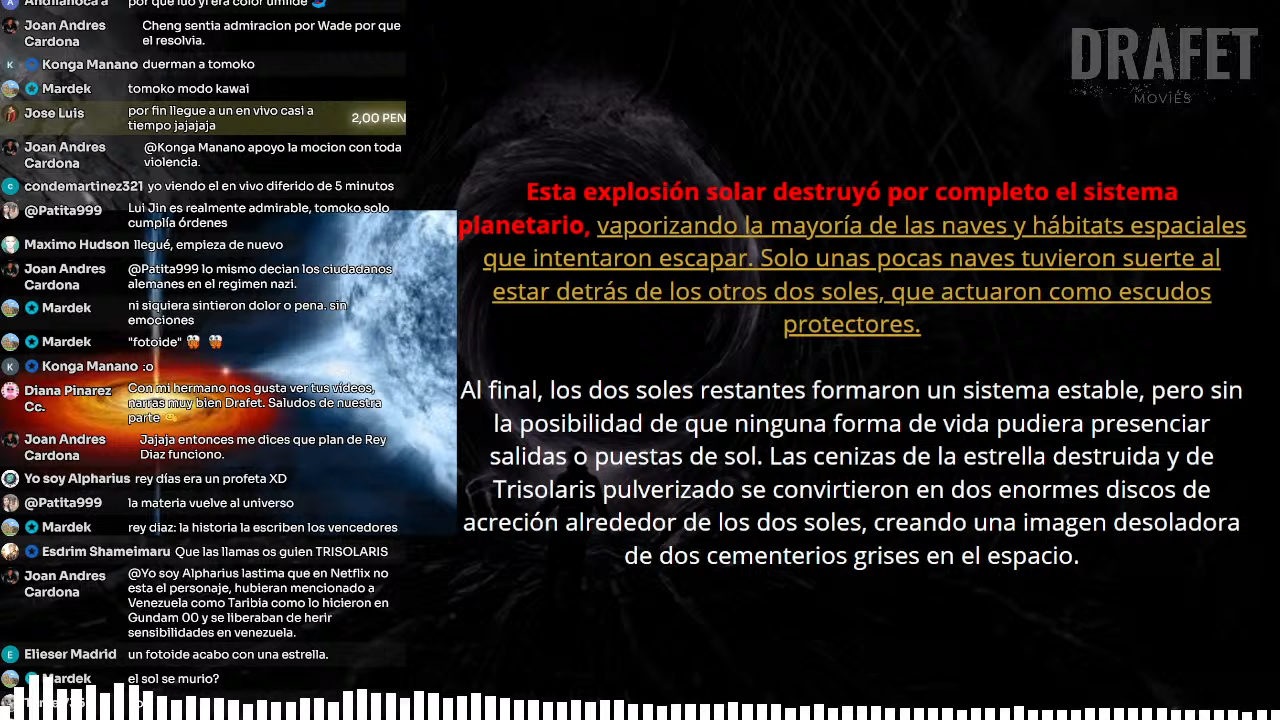 por que luo yi era color umilde
Joan Andres
Cardona
Cheng sentia admiracion por Wade por que
el resolvia.
K Konga Manano duerman a tomoko
Mardek tomoko modo kawai
Jose Luis
por fin llegue a un en vivo casi a
tiempo jajajaja
2,00 PEN
Joan Andres
Cardona
@Konga Manano apoyo la mocion con toda
violencia.
c condemartinez321 yo viendo el en vivo diferido de 5 minutos
@Patita999
Lui Jin es realmente admirable, tomoko solo
cumplía órdenes
Maximo Hudson llegué, empieza de nuevo
Joan Andres
Cardona
@Patita999 lo mismo decian los ciudadanos
alemanes en el regimen nazi.
Mardek
ni siquiera sintieron dolor o pena. sin
emociones
Mardek "fotoide"
K Konga Manano :o
Diana Pinarez
Cc.
Con mi hermano nos gusta ver tus vídeos,
narras muy bien Drafet. Saludos de nuestra
parte
Joan Andres
Cardona
Jajaja entonces me dices que plan de Rey
Diaz funciono.
Yo soy Alpharius rey días era un profeta XD
@Patita999 la materia vuelve al universo
Mardek rey diaz: la historia la escriben los vencedores
Esdrim Shameimaru Que las llamas os guien TRISOLARIS
Joan Andres
Cardona
@Yo soy Alpharius lastima que en Netflix no
esta el personaje, hubieran mencionado a
Venezuela como Taribia como lo hicieron en
Gundam 00 y se liberaban de herir
sensibilidades en venezuela.
E Elieser Madrid un fotoide acabo con una estrella.
Mardek el sol se murio?
DRAFET
MOVIES
Esta explosión solar destruyó por completo el sistema
planetario, vaporizando la mayoría de las naves y hábitats espaciales
que intentaron escapar. Solo unas pocas naves tuvieron suerte al
estar detrás de los otros dos soles, que actuaron como escudos
protectores.
Al final, los dos soles restantes formaron un sistema estable, pero sin
la posibilidad de que ninguna forma de vida pudiera presenciar
salidas o puestas de sol. Las cenizas de la estrella destruida y de
Trisolaris pulverizado se convirtieron en dos enormes discos de
acreción alrededor de los dos soles, creando una imagen desoladora
de dos cementerios grises en el espacio.